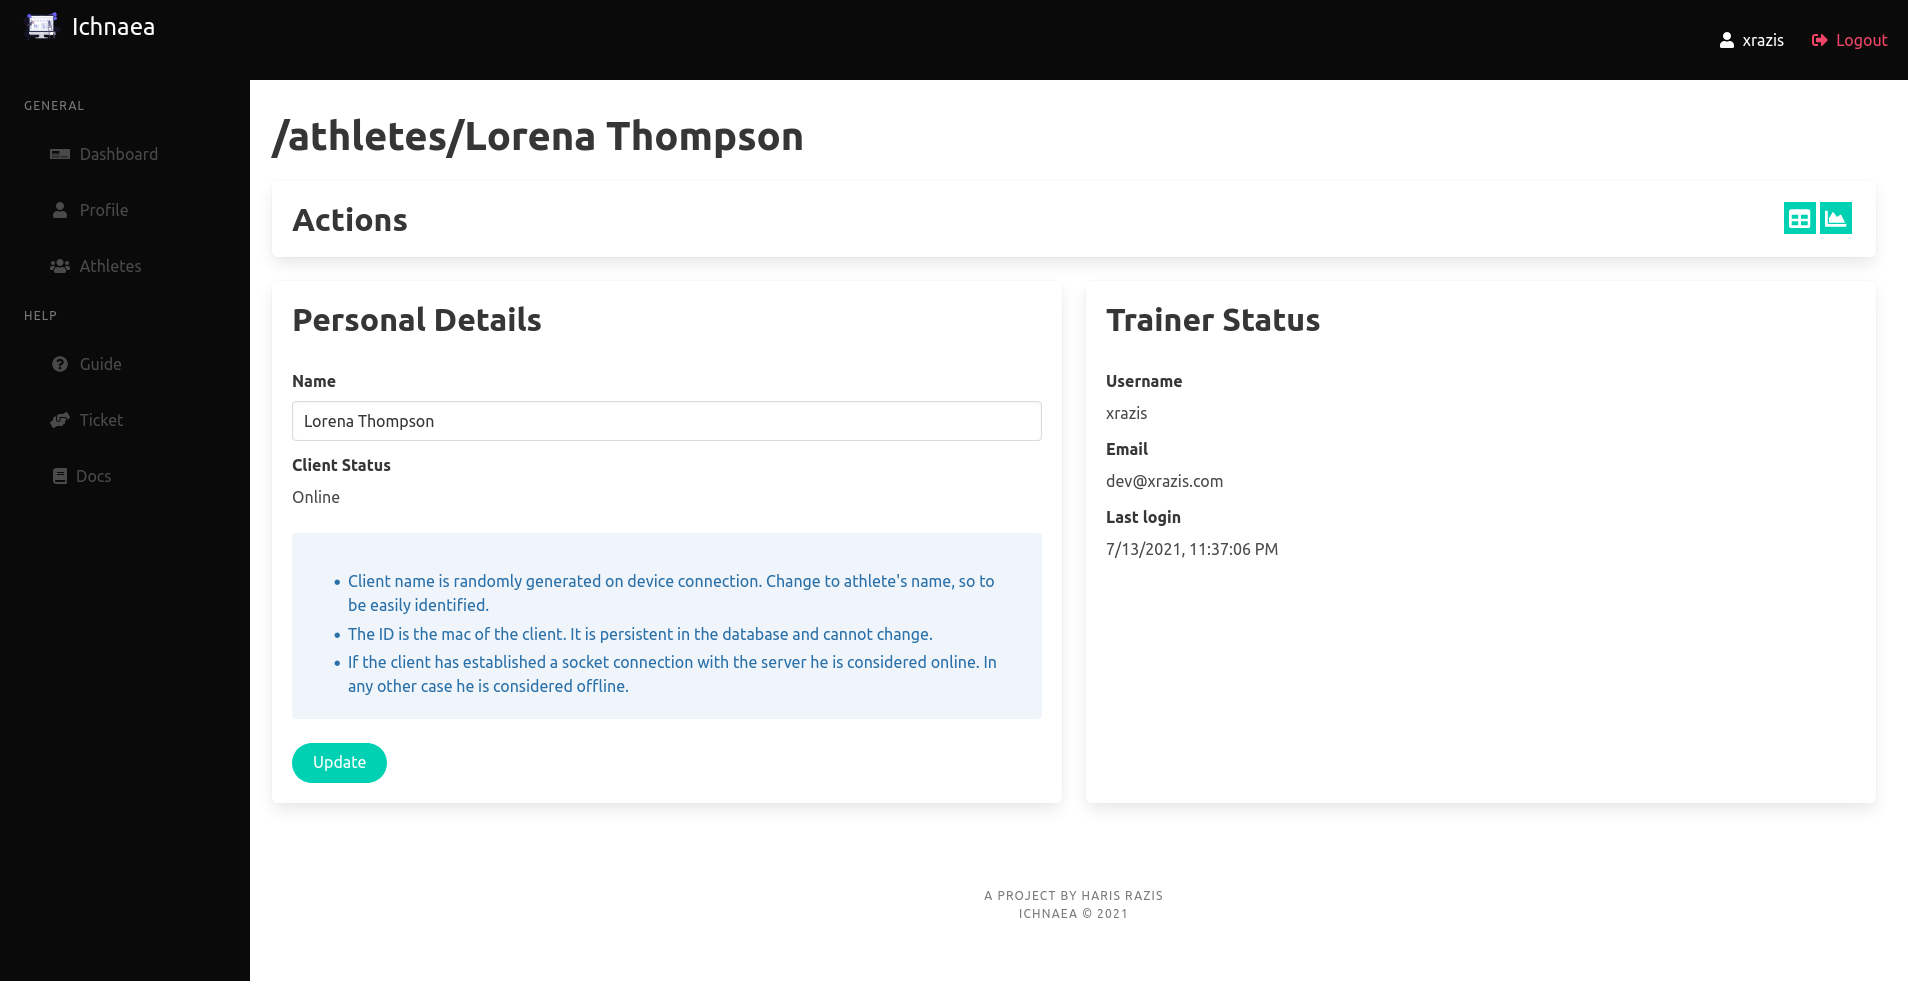 Ichnaea
xrazis
Logout
GENERAL
Dashboard
Profile
Athletes
HELP
Guide
Ticket
Docs
/athletes/Lorena Thompson
Actions
Personal Details
Name
Lorena Thompson
Client Status
Online
• Client name is randomly generated on device connection. Change to athlete's name, so to
be easily identified.
• The ID is the mac of the client. It is persistent in the database and cannot change.
• If the client has established a socket connection with the server he is considered online. In
any other case he is considered offline.
Update
Trainer Status
Username
xrazis
Email
dev@xrazis.com
Last login
7/13/2021, 11:37:06 PM
A PROJECT BY HARIS RAZIS
ICHNAEA © 2021